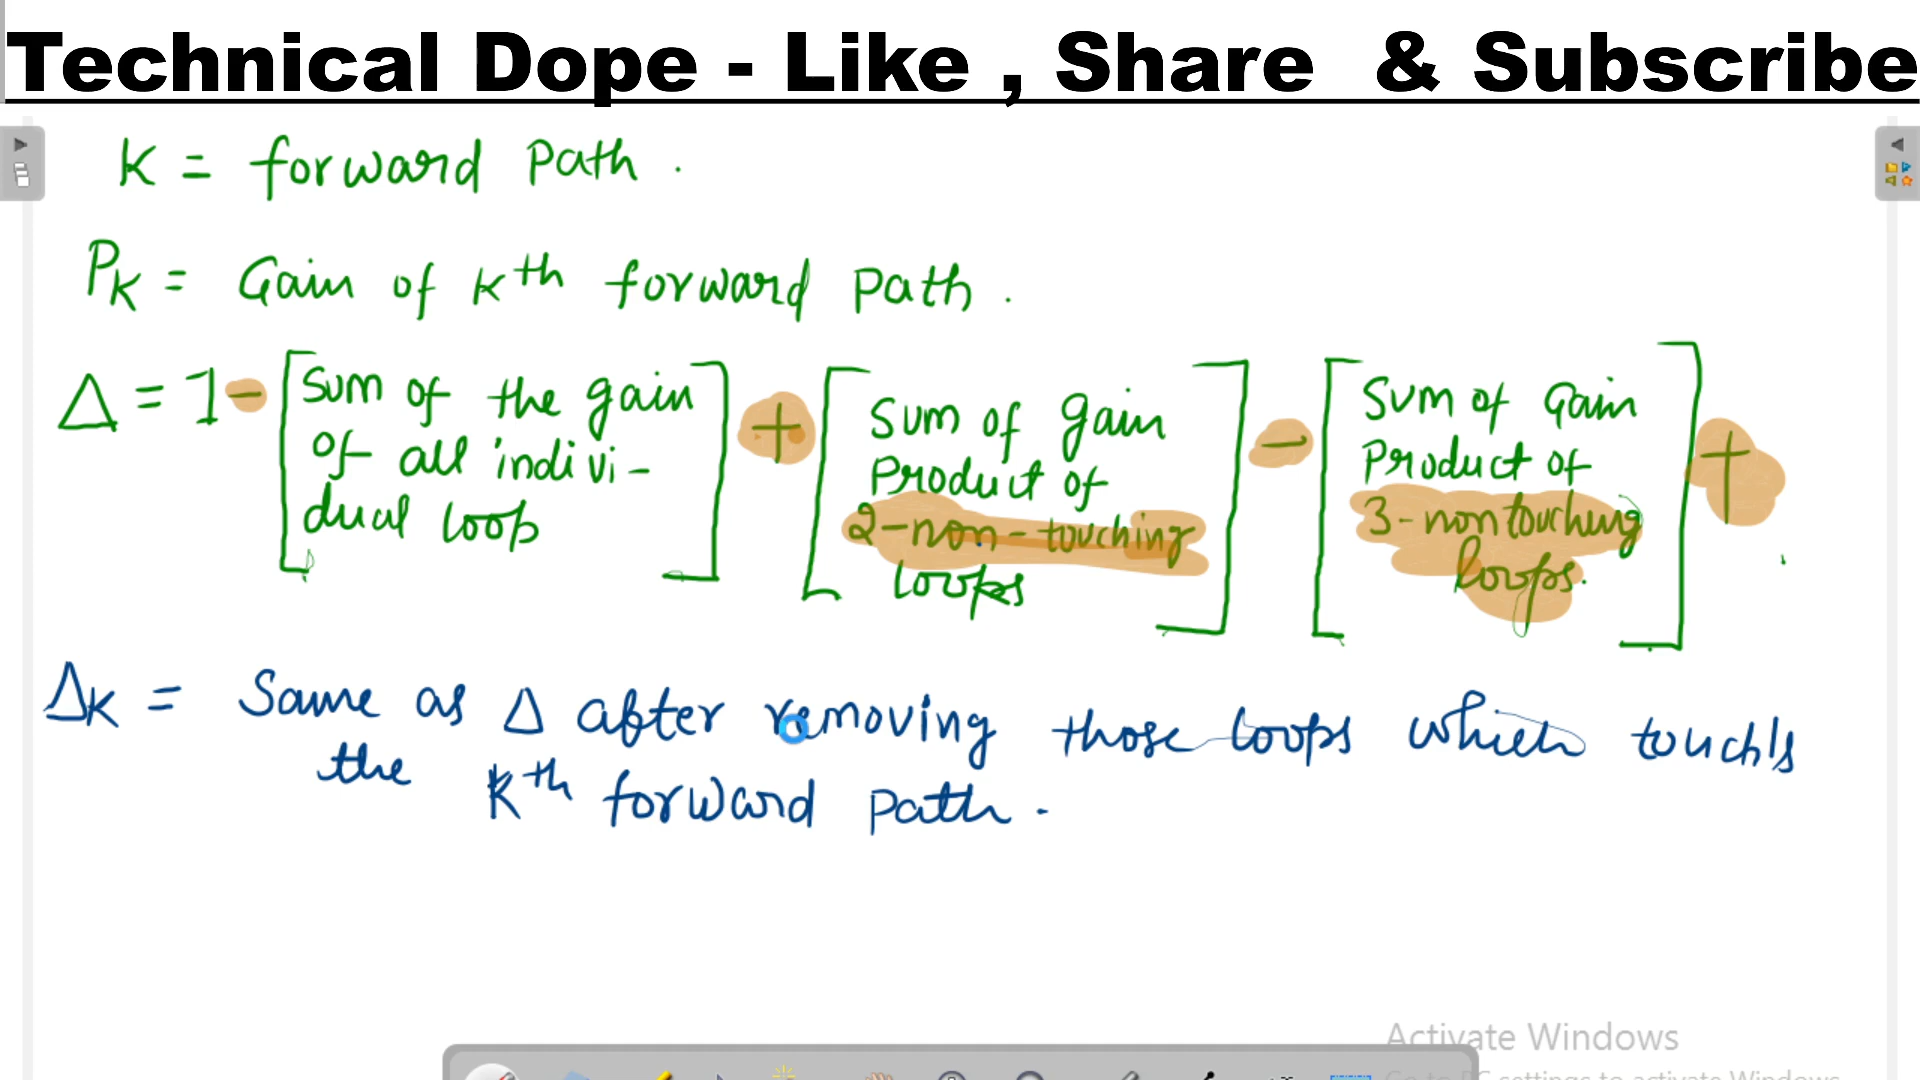 Technical Dope - Like , Share & Subscribe
K = forward Path .
PK = Gain of Kth forward Path .
Δ = 1 - [Sum of the gain of all indivi-dual loop] + [Sum of gain Product of 2-non-touching loops] - [Sum of Gain Product of 3-nontouching loops.] +
ΔK = Same as Δ after removing those loops which touchs
the Kth forward Path .
Activate Windows